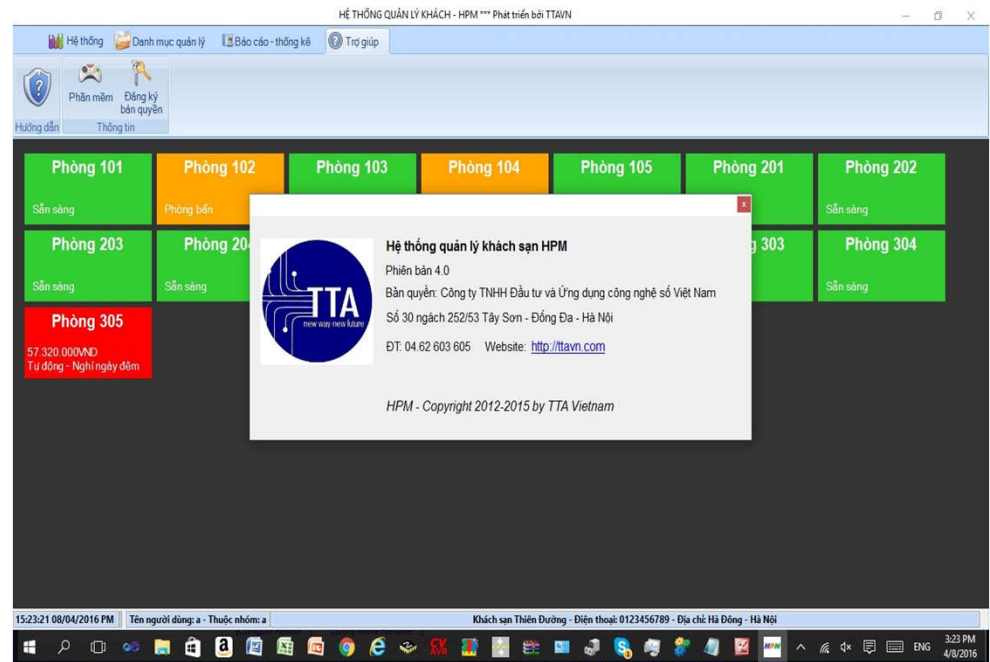 HỆ THỐNG QUẢN LÝ KHÁCH - HPM *** Phát triển bởi TTAVN
Hệ thống Danh mục quản lý Báo cáo - thống kê Trợ giúp
Phần mềm Đăng ký
bản quyền
Hướng dẫn Thông tin
Phòng 101 Phòng 102 Phòng 103 Phòng 104 Phòng 105 Phòng 201 Phòng 202
Sẵn sàng Phòng bẩn Sẵn sàng
Phòng 203 Phòng 20 g 303 Phòng 304
Sẵn sàng Sẵn sàng Sẵn sàng
Phòng 305
57.320.000VND
Tự động - Nghỉ ngày đêm
x
Hệ thống quản lý khách sạn HPM
Phiên bản 4.0
Bản quyền: Công ty TNHH Đầu tư và Ứng dụng công nghệ số Việt Nam
Số 30 ngách 252/53 Tây Sơn - Đống Đa - Hà Nội
ĐT: 04.62 603 605 Website: http://ttavn.com
HPM - Copyright 2012-2015 by TTA Vietnam
TTA
new way new future
15:23:21 08/04/2016 PM Tên người dùng: a - Thuộc nhóm: a Khách sạn Thiên Đường - Điện thoại: 0123456789 - Địa chỉ: Hà Đông - Hà Nội
HPM ENG 3:23 PM
4/8/2016